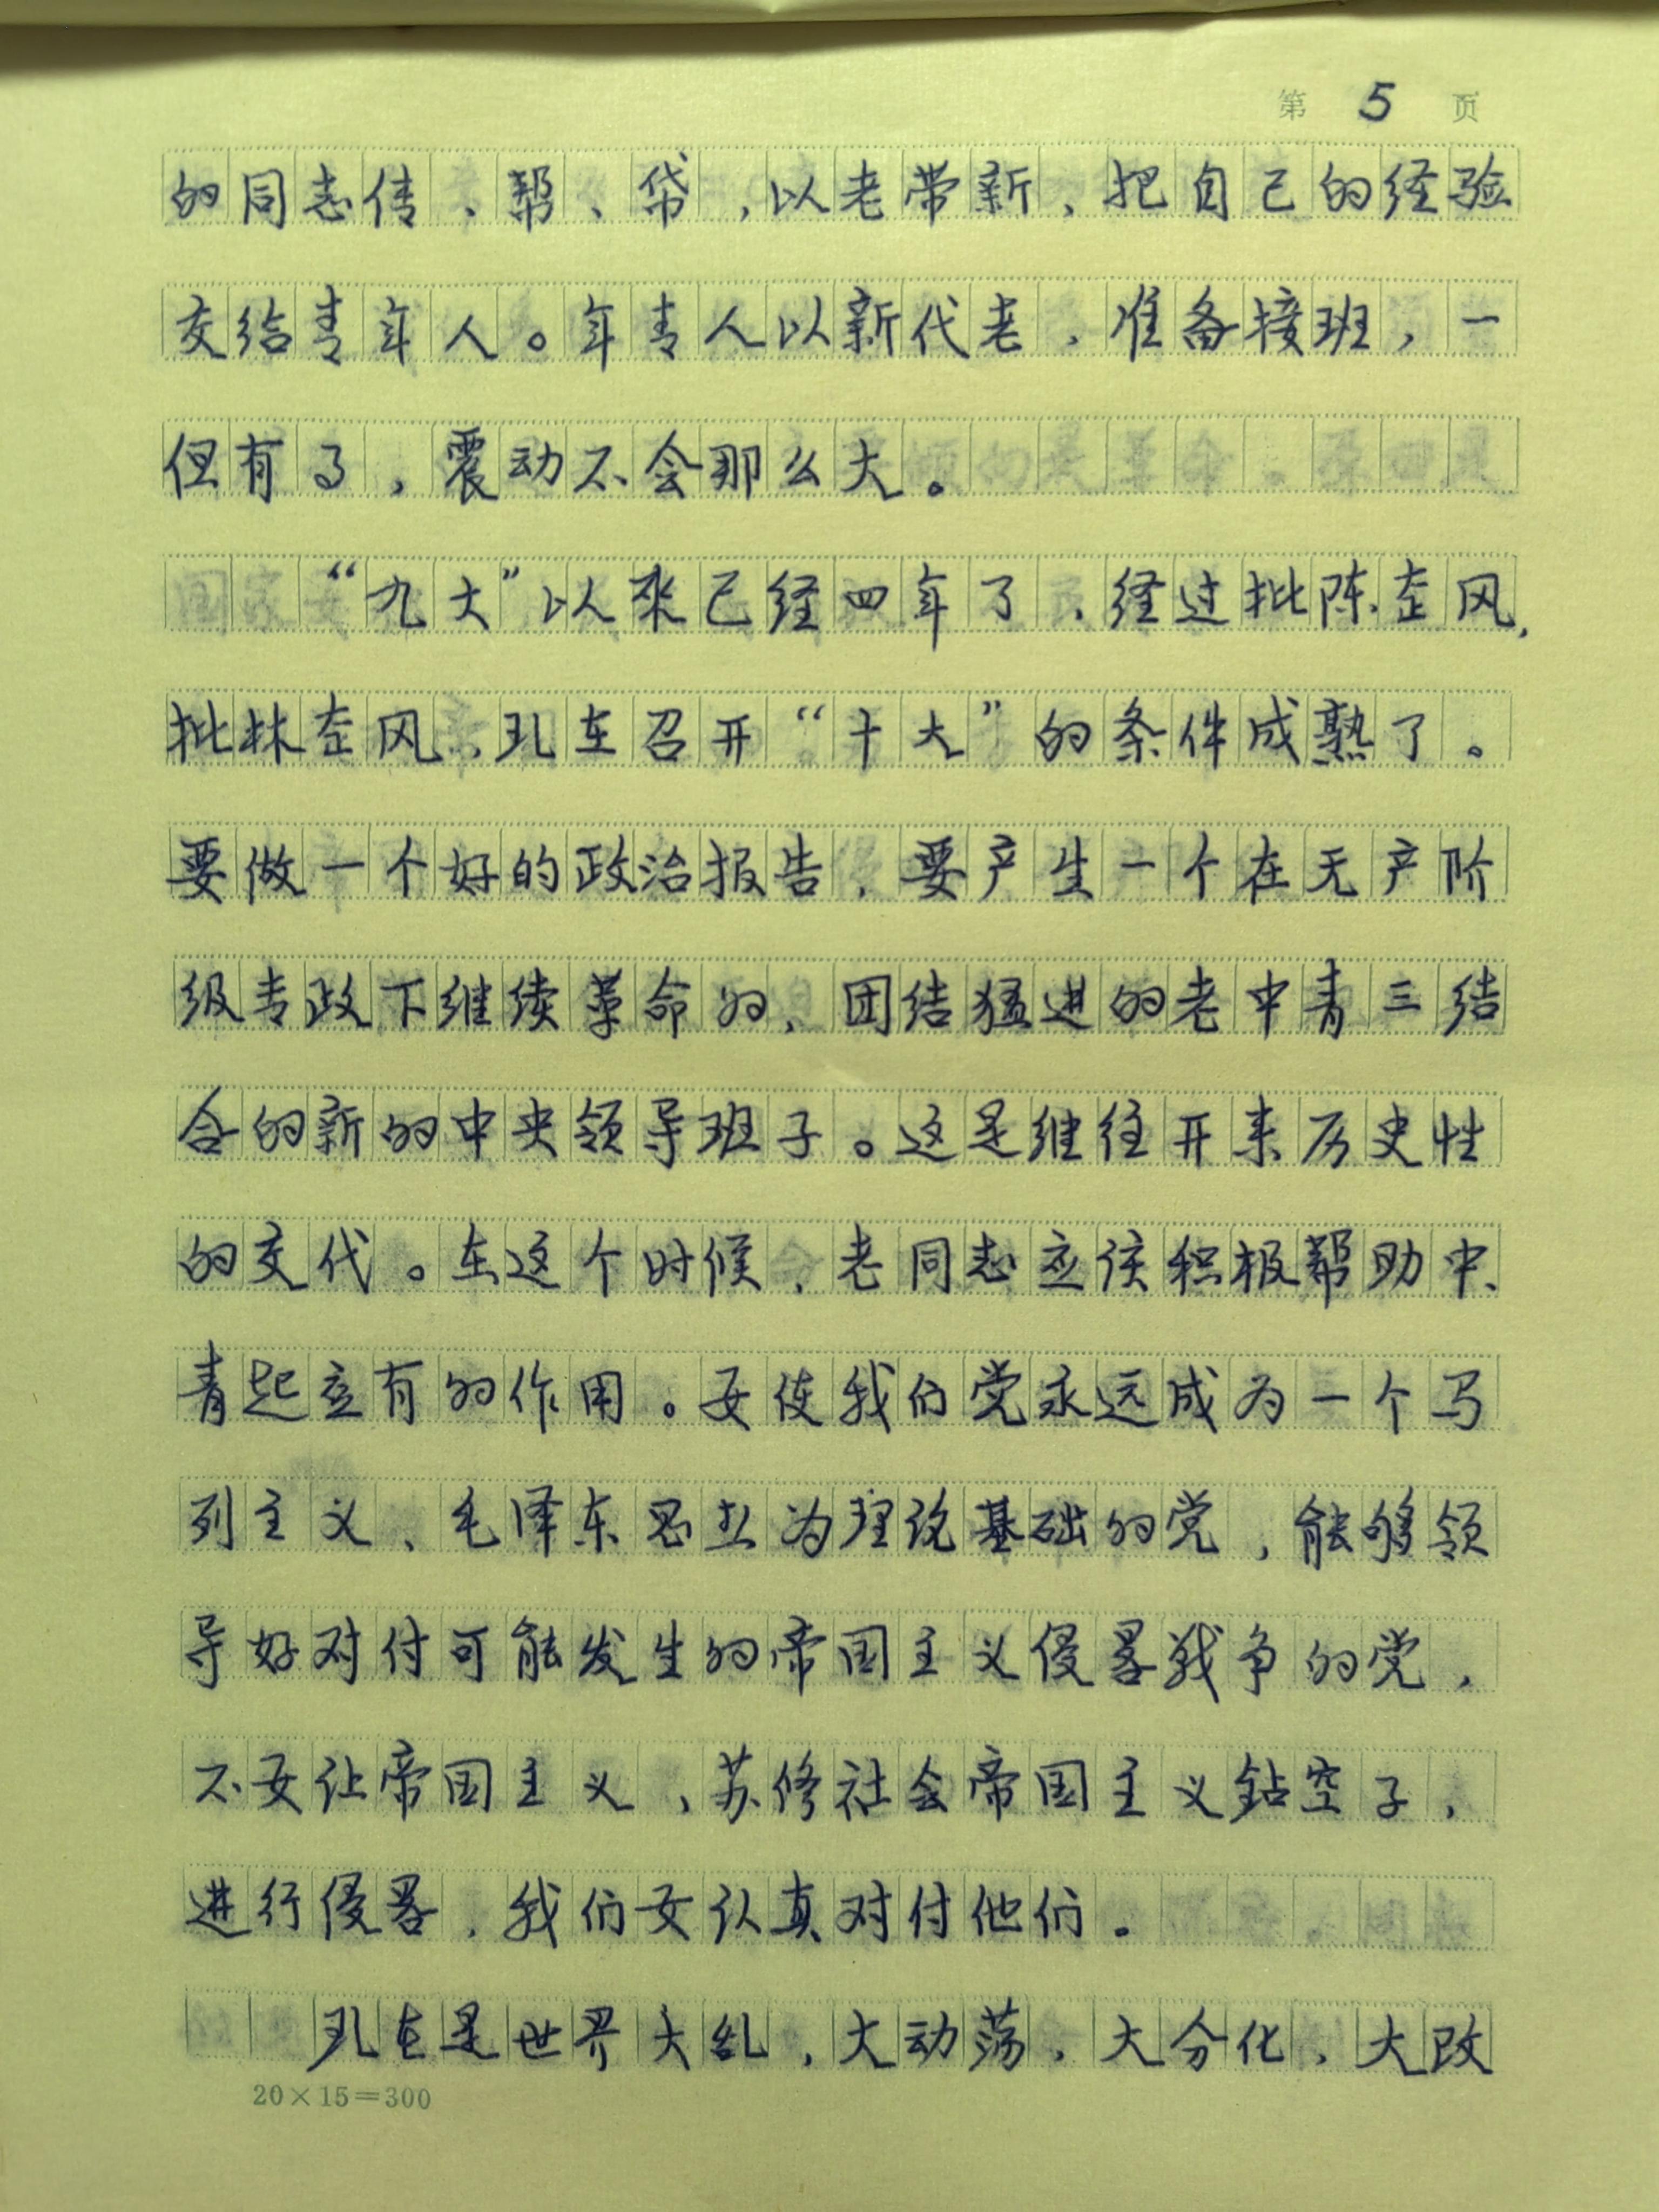 第 5 页
的同志传、帮、帒,以老带新,把自己的经验
交给青年人。年青人以新代老,准备接班,一
但有了,震动不会那么大。
“九大”以来已经四年了,经过批陈整风,
批林整风,现在召开“十大”的条件成熟了。
要做一个好的政治报告,要产生一个在无产阶
级专政下继续革命的,团结猛进的老中青三结
合的新的中央领导班子。这是继往开来历史性
的交代。在这个时候,老同志应该积极帮助中、
青起应有的作用。要使我们党永远成为一个马
列主义、毛泽东思想为理论基础的党,能够领
导好对付可能发生的帝国主义侵畧战争的党,
不要让帝国主义,苏修社会帝国主义钻空子,
进行侵畧,我们要认真对付他们。
现在是世界大乱,大动荡,大分化,大改
20×15=300